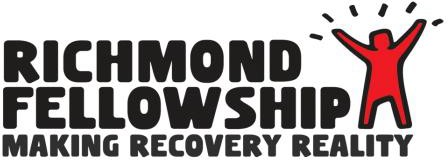 RICHMOND
FELLOWSHIP
MAKING RECOVERY REALITY